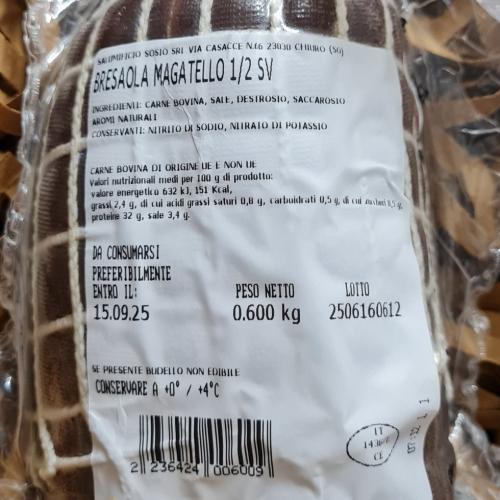 SALUMIFICIO SOSIO SRL VIA CASACCE N.66 23030 CHIURO (SO)
BRESAOLA MAGATELLO 1/2 SV
INGREDIENTI: CARNE BOVINA, SALE, DESTROSIO, SACCAROSIO
AROMI NATURALI
CONSERVANTI: NITRITO DI SODIO, NITRATO DI POTASSIO
CARNE BOVINA DI ORIGINE UE E NON UE
Valori nutrizionali medi per 100 g di prodotto:
valore energetico 632 kJ, 151 Kcal,
grassi 2,4 g, di cui acidi grassi saturi 0,8 g, carboidrati 0,5 g, di cui zuccheri 0,5 g,
proteine 32 g, sale 3,4 g.
DA CONSUMARSI
PREFERIBILMENTE
ENTRO IL: PESO NETTO LOTTO
15.09.25 0.600 kg 2506160612
SE PRESENTE BUDELLO NON EDIBILE
CONSERVARE A +0° / +4°C
2 236424 006009
IT
CE